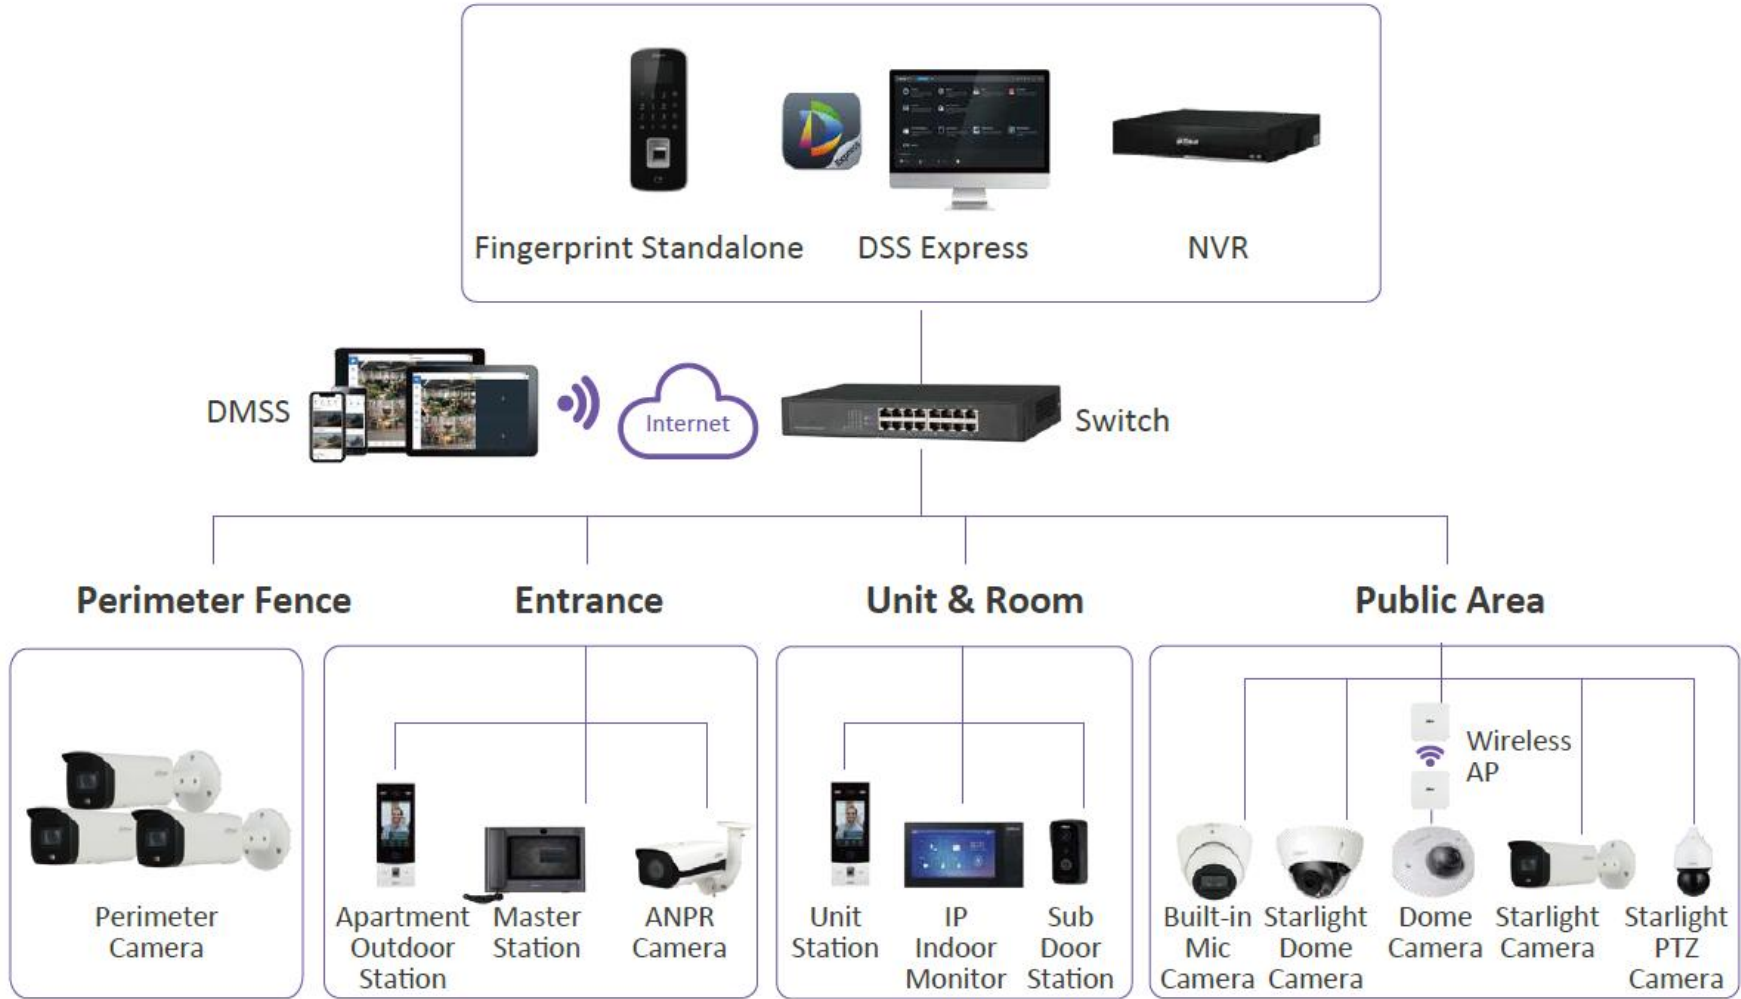 Express
alhua
Fingerprint Standalone
DSS Express
NVR
DMSS
Internet
Switch
Perimeter Fence
Entrance
Unit & Room
Public Area
Wireless
AP
Perimeter
Camera
Apartment
Outdoor
Station
Master
Station
ANPR
Camera
Unit
Station
IP
Indoor
Monitor
Sub
Door
Station
Built-in
Mic
Camera
Starlight
Dome
Camera
Dome
Camera
Starlight
Camera
Starlight
PTZ
Camera